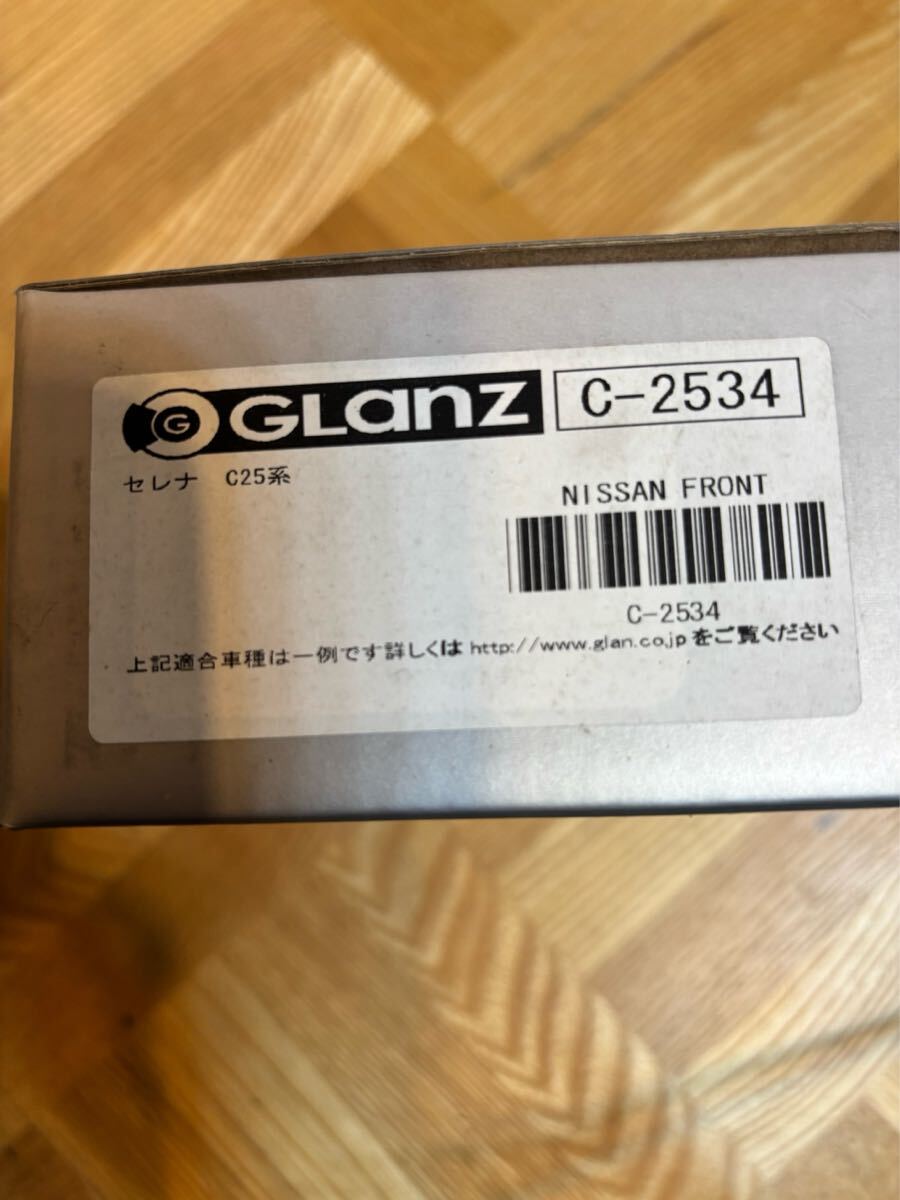 G GLanz C-2534
セレナ C25系
NISSAN FRONT
C-2534
上記適合車種は一例です詳しくは http://www.glan.co.jp をご覧ください